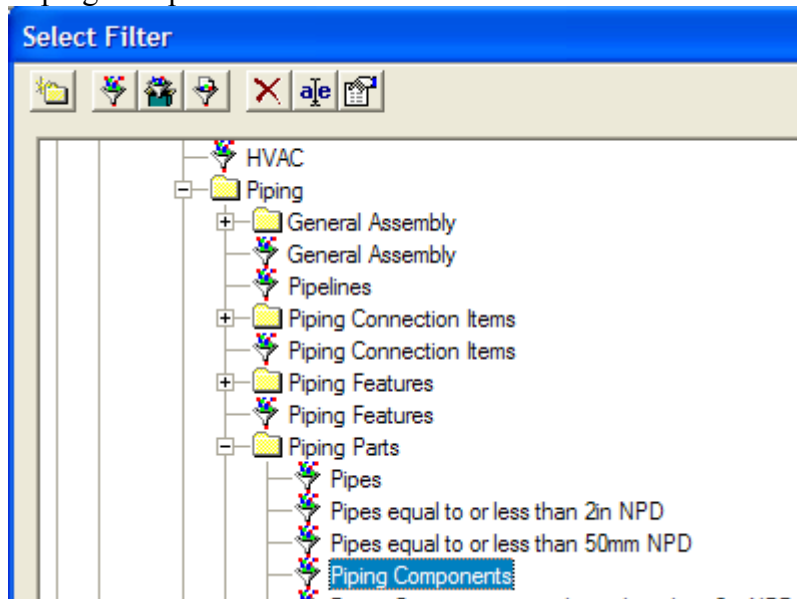 Select Filter
a|e
HVAC
Piping
General Assembly
General Assembly
Pipelines
Piping Connection Items
Piping Connection Items
Piping Features
Piping Features
Piping Parts
Pipes
Pipes equal to or less than 2in NPD
Pipes equal to or less than 50mm NPD
Piping Components